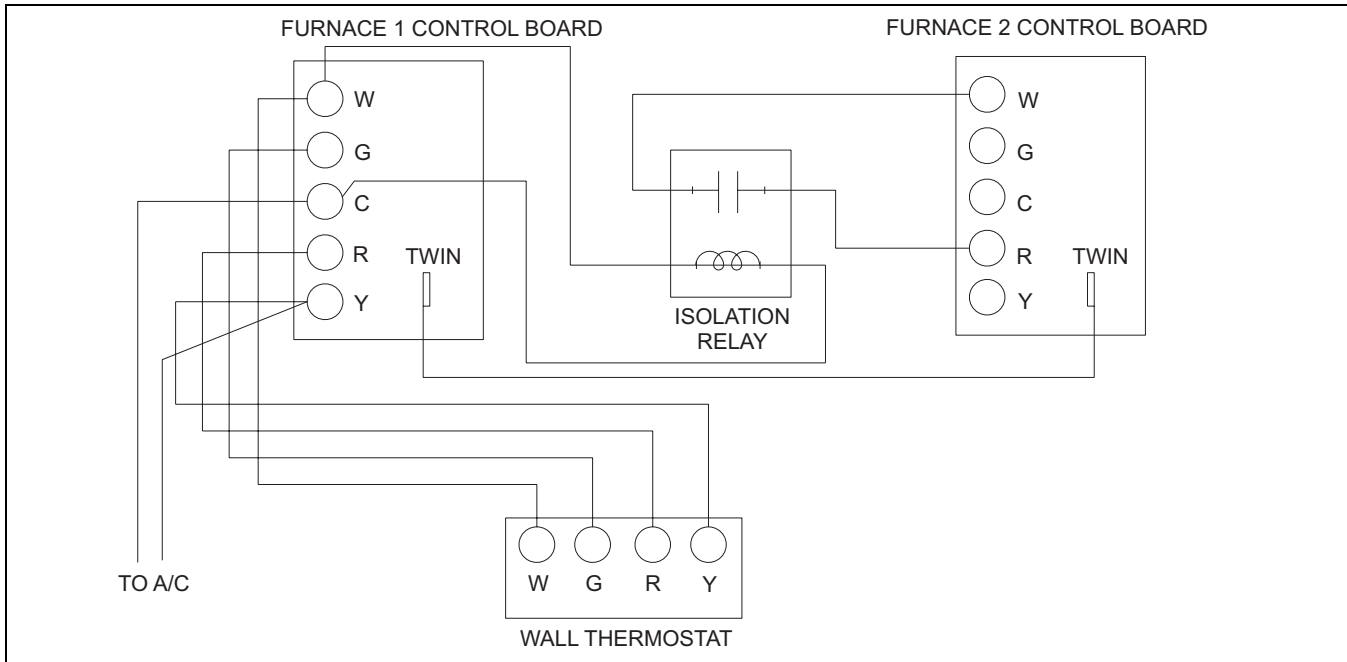 FURNACE 1 CONTROL BOARD
W
G
C
R
Y
TWIN
ISOLATION
RELAY
FURNACE 2 CONTROL BOARD
W
G
C
R
Y
TWIN
TO A/C
W G R Y
WALL THERMOSTAT